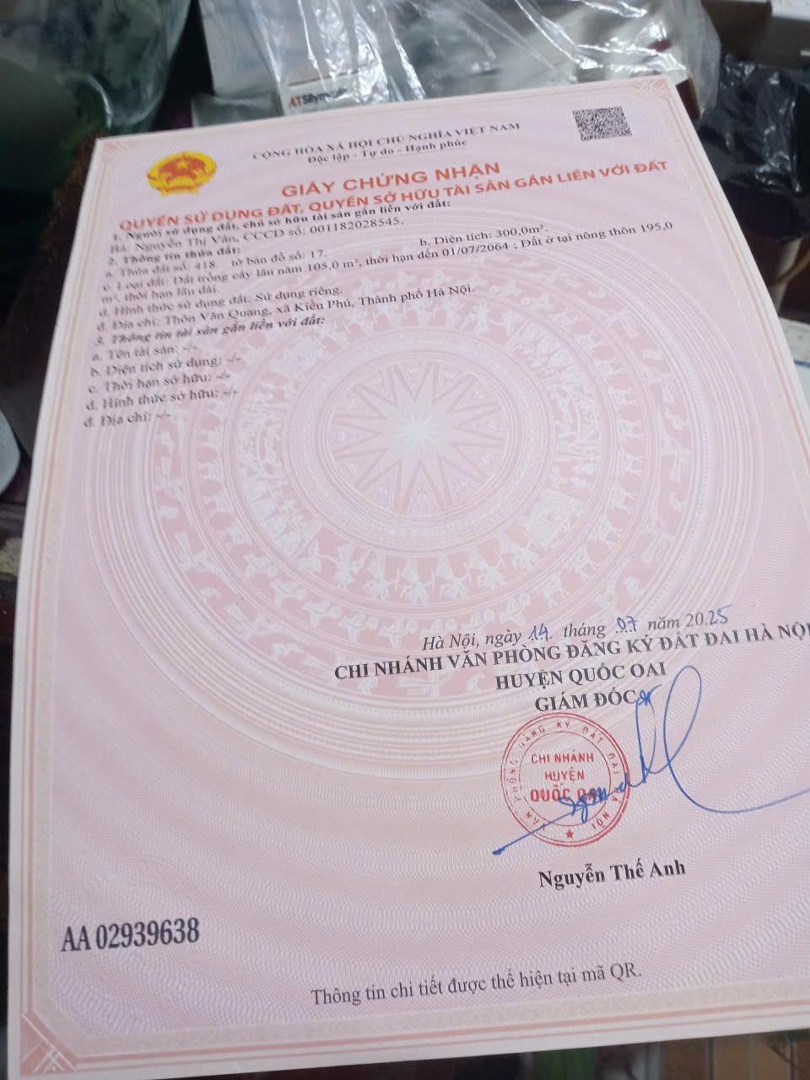 CỘNG HÒA XÃ HỘI CHỦ NGHĨA VIỆT NAM
Độc lập - Tự do - Hạnh phúc
GIẤY CHỨNG NHẬN
QUYỀN SỬ DỤNG ĐẤT, QUYỀN SỞ HỮU TÀI SẢN GẮN LIỀN VỚI ĐẤT
1. Người sử dụng đất, chủ sở hữu tài sản gắn liền với đất:
Bà: Nguyễn Thị Vân, CCCD số: 001182028545.
2. Thông tin thửa đất:
a. Thửa đất số: 418 tờ bản đồ số: 17. b. Diện tích: 300,0m².
c. Loại đất: Đất trồng cây lâu năm 105,0 m², thời hạn đến 01/07/2064 ; Đất ở tại nông thôn 195,0
m², thời hạn lâu dài.
d. Hình thức sử dụng đất: Sử dụng riêng.
đ. Địa chỉ: Thôn Văn Quang, xã Kiều Phú, Thành phố Hà Nội.
3. Thông tin tài sản gắn liền với đất:
a. Tên tài sản: -/-
b. Diện tích sử dụng: -/-
c. Thời hạn sở hữu: -/-
d. Hình thức sở hữu: -/-
đ. Địa chỉ: -/-
Hà Nội, ngày 14 tháng 07 năm 2025
CHI NHÁNH VĂN PHÒNG ĐĂNG KÝ ĐẤT ĐAI HÀ NỘI
HUYỆN QUỐC OAI
GIÁM ĐỐC
VĂN PHÒNG ĐĂNG KÝ ĐẤT ĐAI HÀ NỘI
CHI NHÁNH
HUYỆN
QUỐC OAI
Nguyễn Thế Anh
AA 02939638
Thông tin chi tiết được thể hiện tại mã QR.